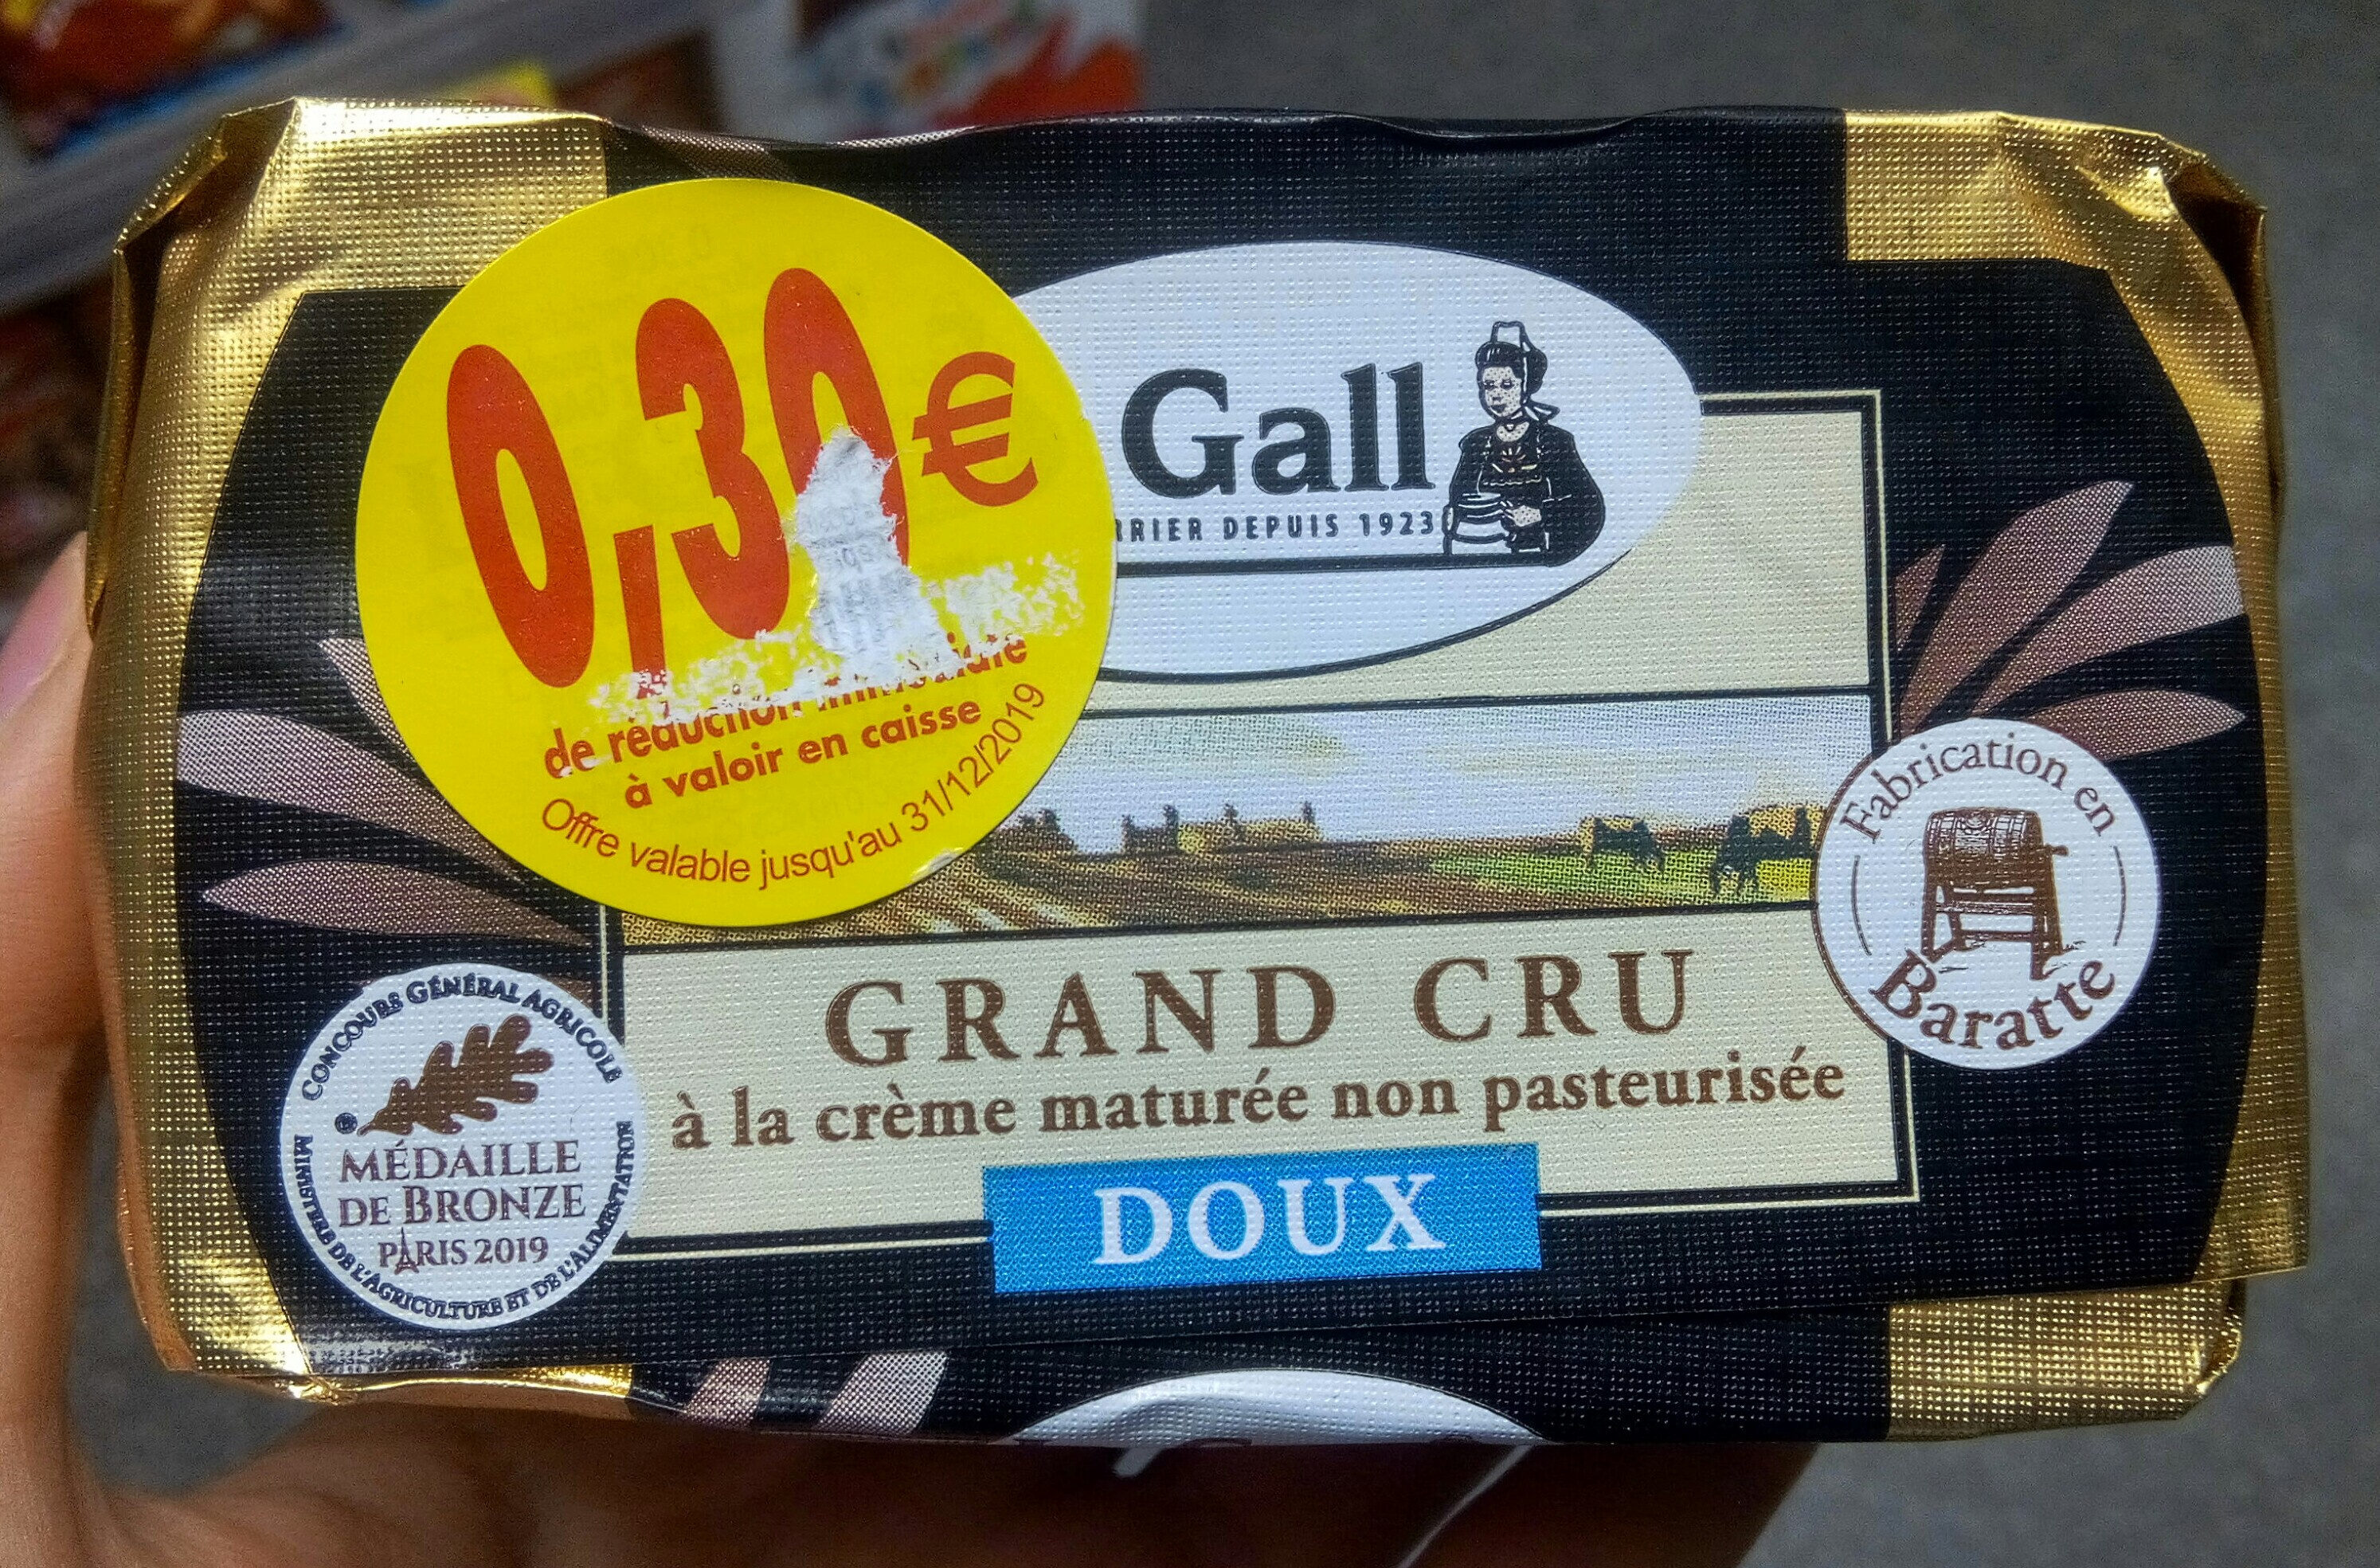 0,30€
de réduction immédiate
à valoir en caisse
Offre valable jusqu'au 31/12/2019
Gall
DEPUIS 1923
Fabrication en
Baratte
GRAND CRU
à la crème maturée non pasteurisée
DOUX
CONCOURS GÉNÉRAL AGRICOLE
MÉDAILLE
DE BRONZE
PARIS 2019
MINISTÈRE DE L'AGRICULTURE ET DE L'ALIMENTATION